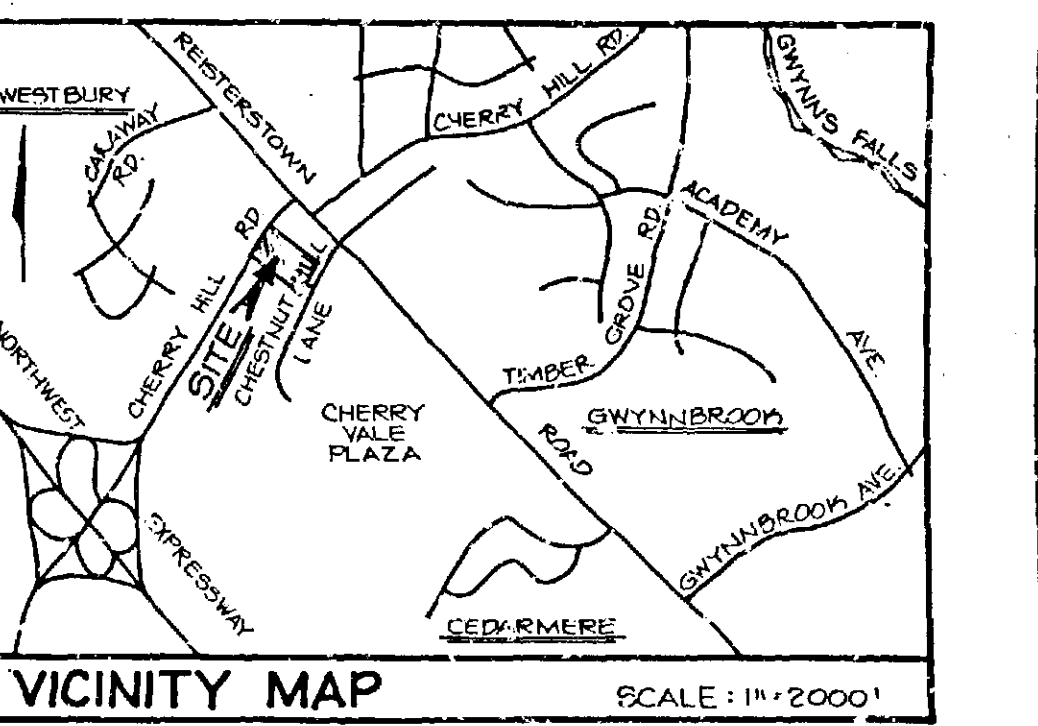 WESTBURY
CARAWAY
RD.
REISTERSTOWN
CHERRY HILL RD.
GWYNNS FALLS
ACADEMY
AVE.
CHERRY HILL RD
SITE
CHESTNUT HILL
LANE
NORTHWEST
EXPRESSWAY
CHERRY
VALE
PLAZA
TIMBER GROVE RD.
GWYNNBROOK
ROAD
GWYNNBROOK AVE.
CEDARMERE
VICINITY MAP
SCALE: 1"=2000'